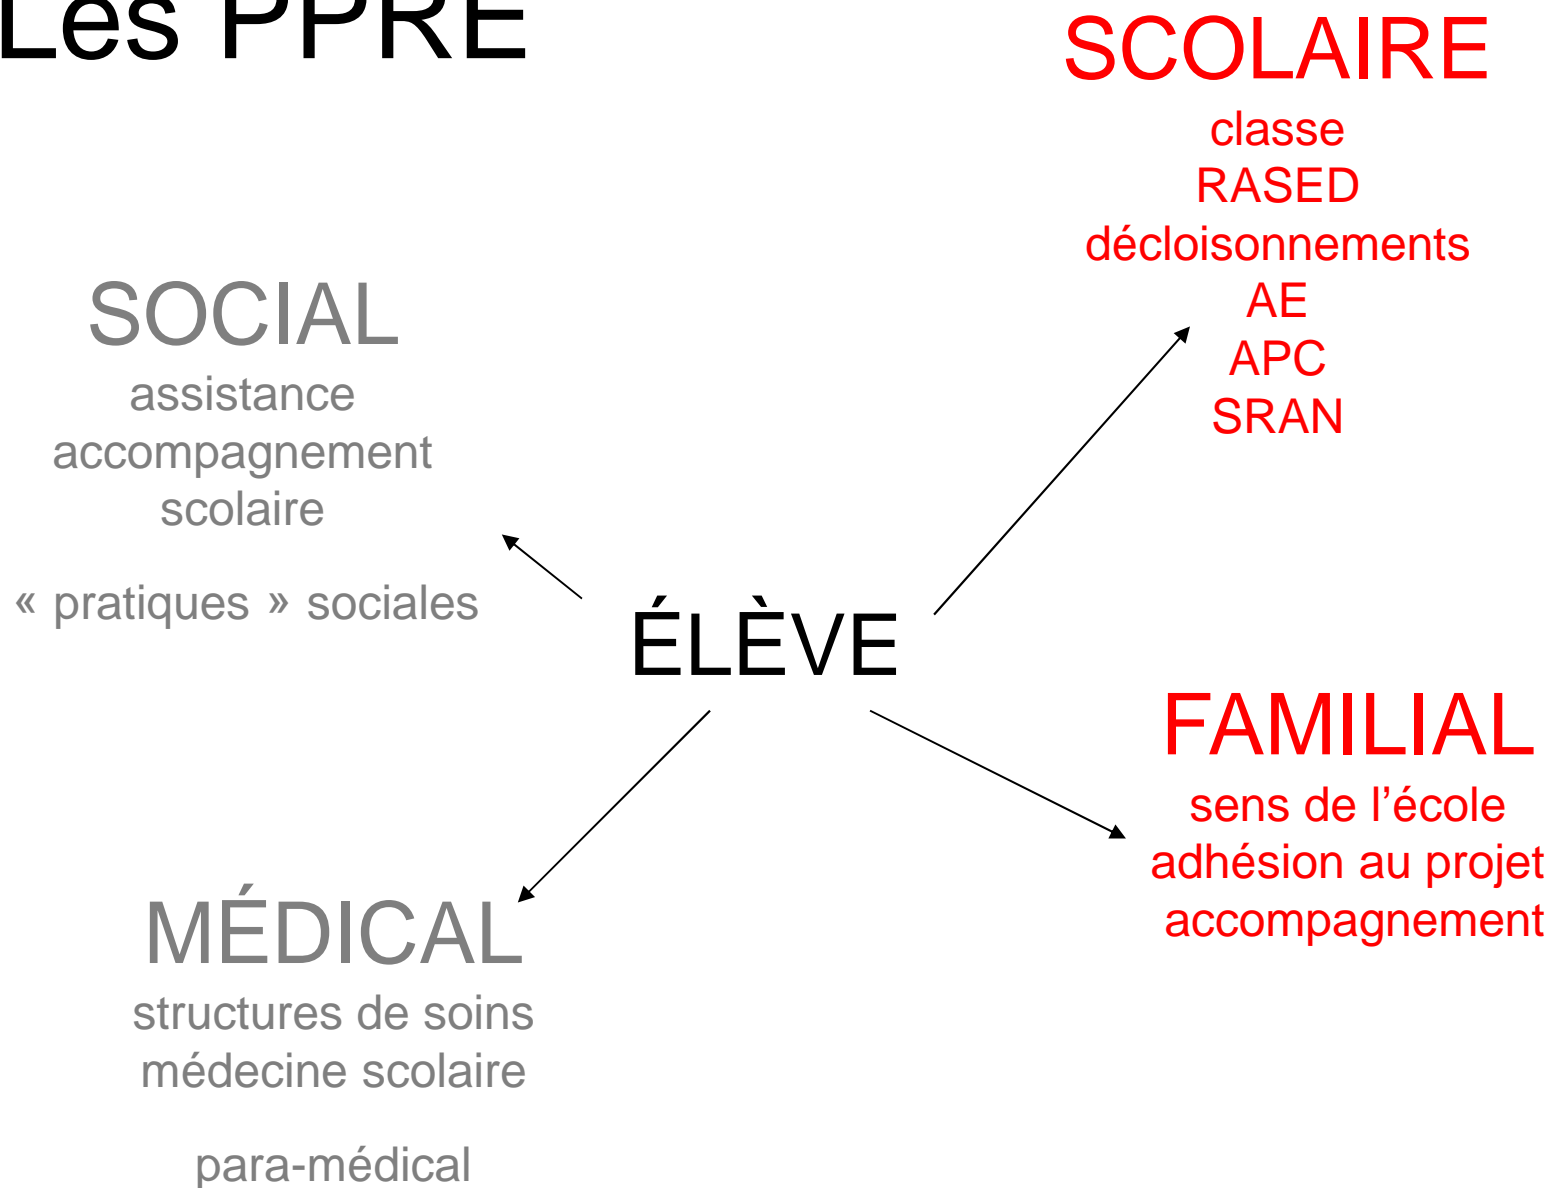 Les PPRE
SCOLAIRE
classe
RASED
décloisonnements
AE
APC
SRAN
SOCIAL
assistance
accompagnement
scolaire
« pratiques » sociales
ÉLÈVE
FAMILIAL
sens de l’école
adhésion au projet
accompagnement
MÉDICAL
structures de soins
médecine scolaire
para-médical